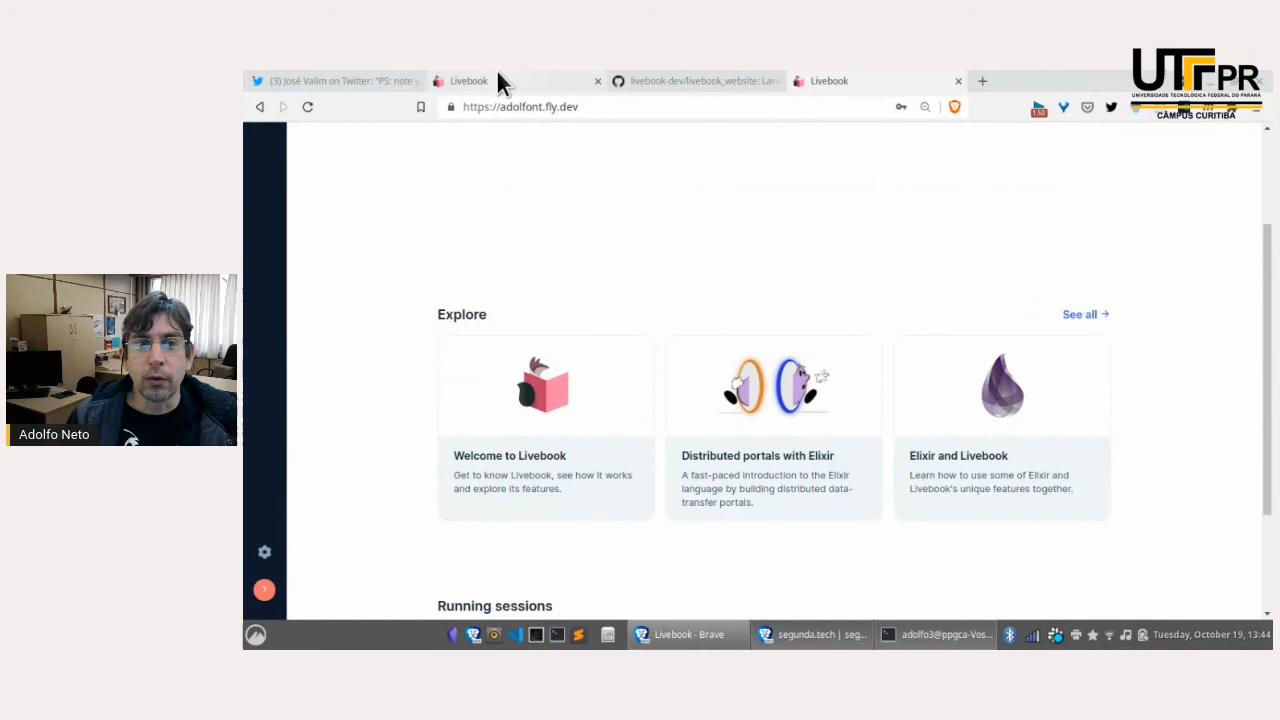 UTFPR
UNIVERSIDADE TECNOLÓGICA FEDERAL DO PARANÁ
CÂMPUS CURITIBA
(3) José Valim on Twitter: "PS: note y
Livebook
livebook-dev/livebook_website: Lan
Livebook
https://adolfont.fly.dev
1.50
Explore
See all →
Welcome to Livebook
Get to know Livebook, see how it works
and explore its features.
Distributed portals with Elixir
A fast-paced introduction to the Elixir
language by building distributed data-
transfer portals.
Elixir and Livebook
Learn how to use some of Elixir and
Livebook's unique features together.
Adolfo Neto
?
Running sessions
Livebook - Brave
segunda.tech | seg...
adolfo3@ppgca-Vos...
Tuesday, October 19, 13:44